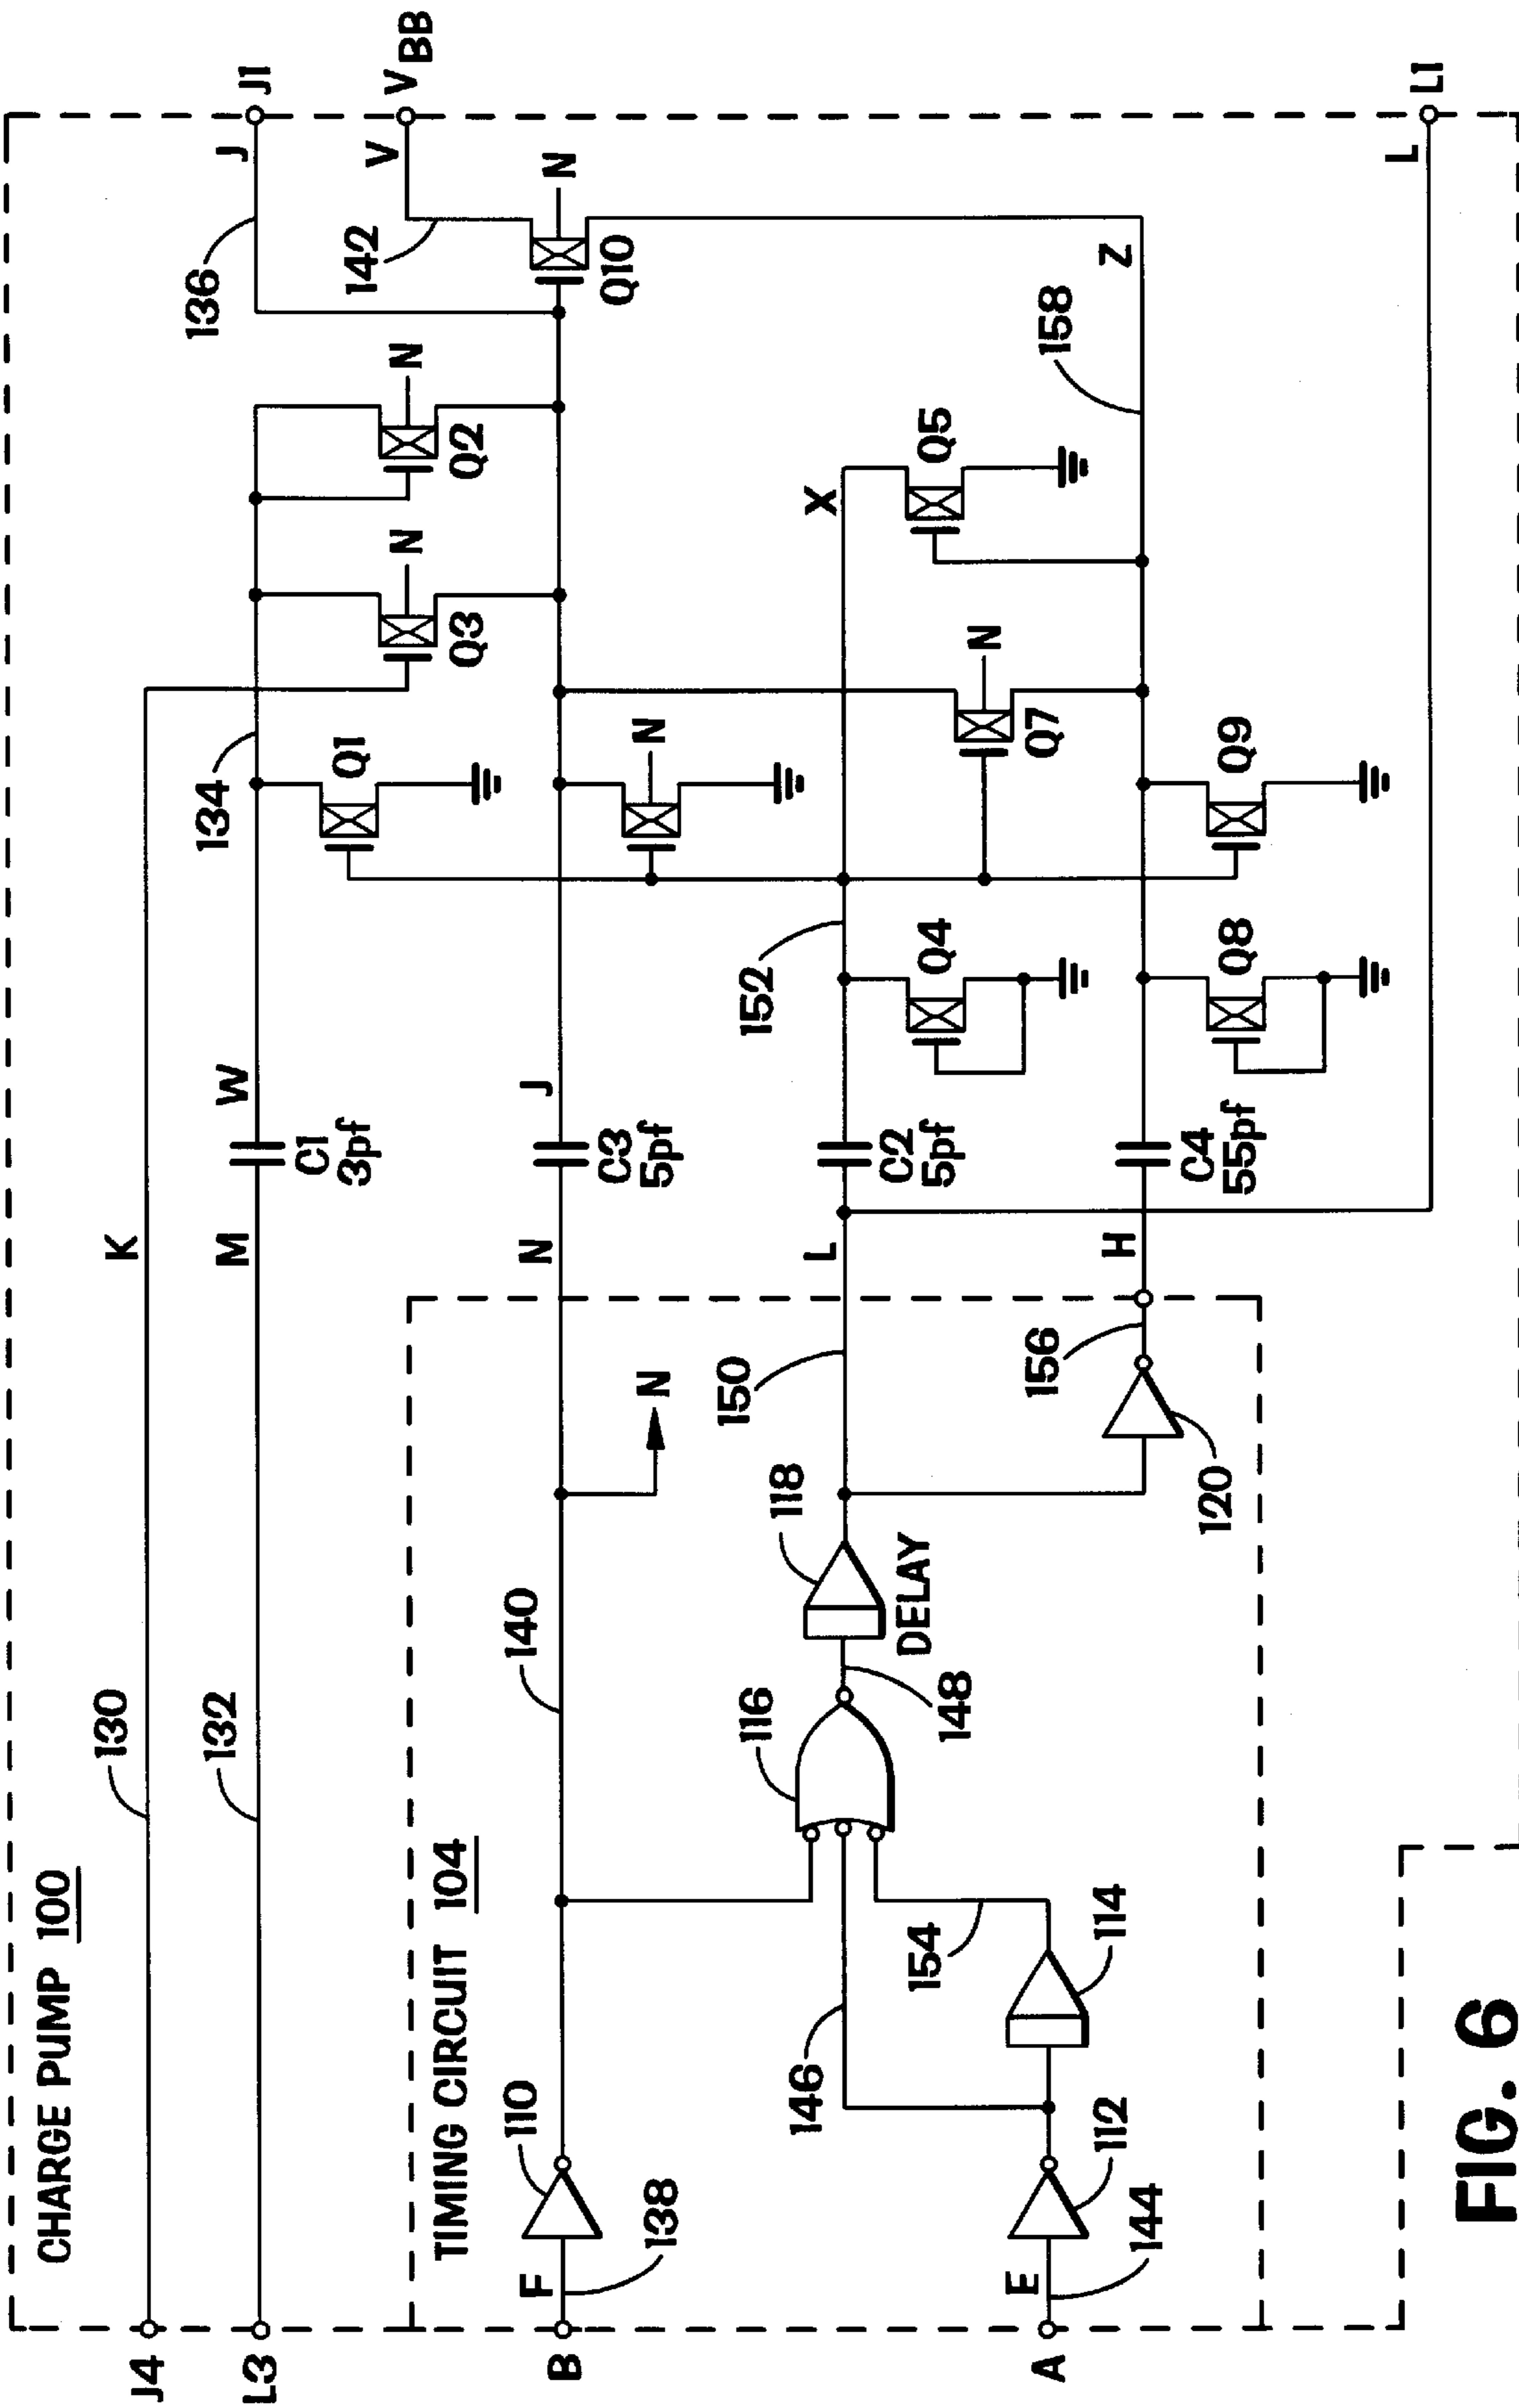 CHARGE PUMP 100
J4
130
K
L3
132
M
C1
3pf
W
134
Q1
Q3
N
Q2
N
136
J
J1
142
V
VBB
TIMING CIRCUIT 104
B
F
138
110
140
N
N
C3
5pf
J
N
Q10
N
A
E
144
112
146
114
154
116
148
118
DELAY
150
L
C2
5pf
152
Q4
X
Q5
Q7
N
120
156
H
C4
55pf
Q8
Q9
158
Z
L
L1
FIG. 6